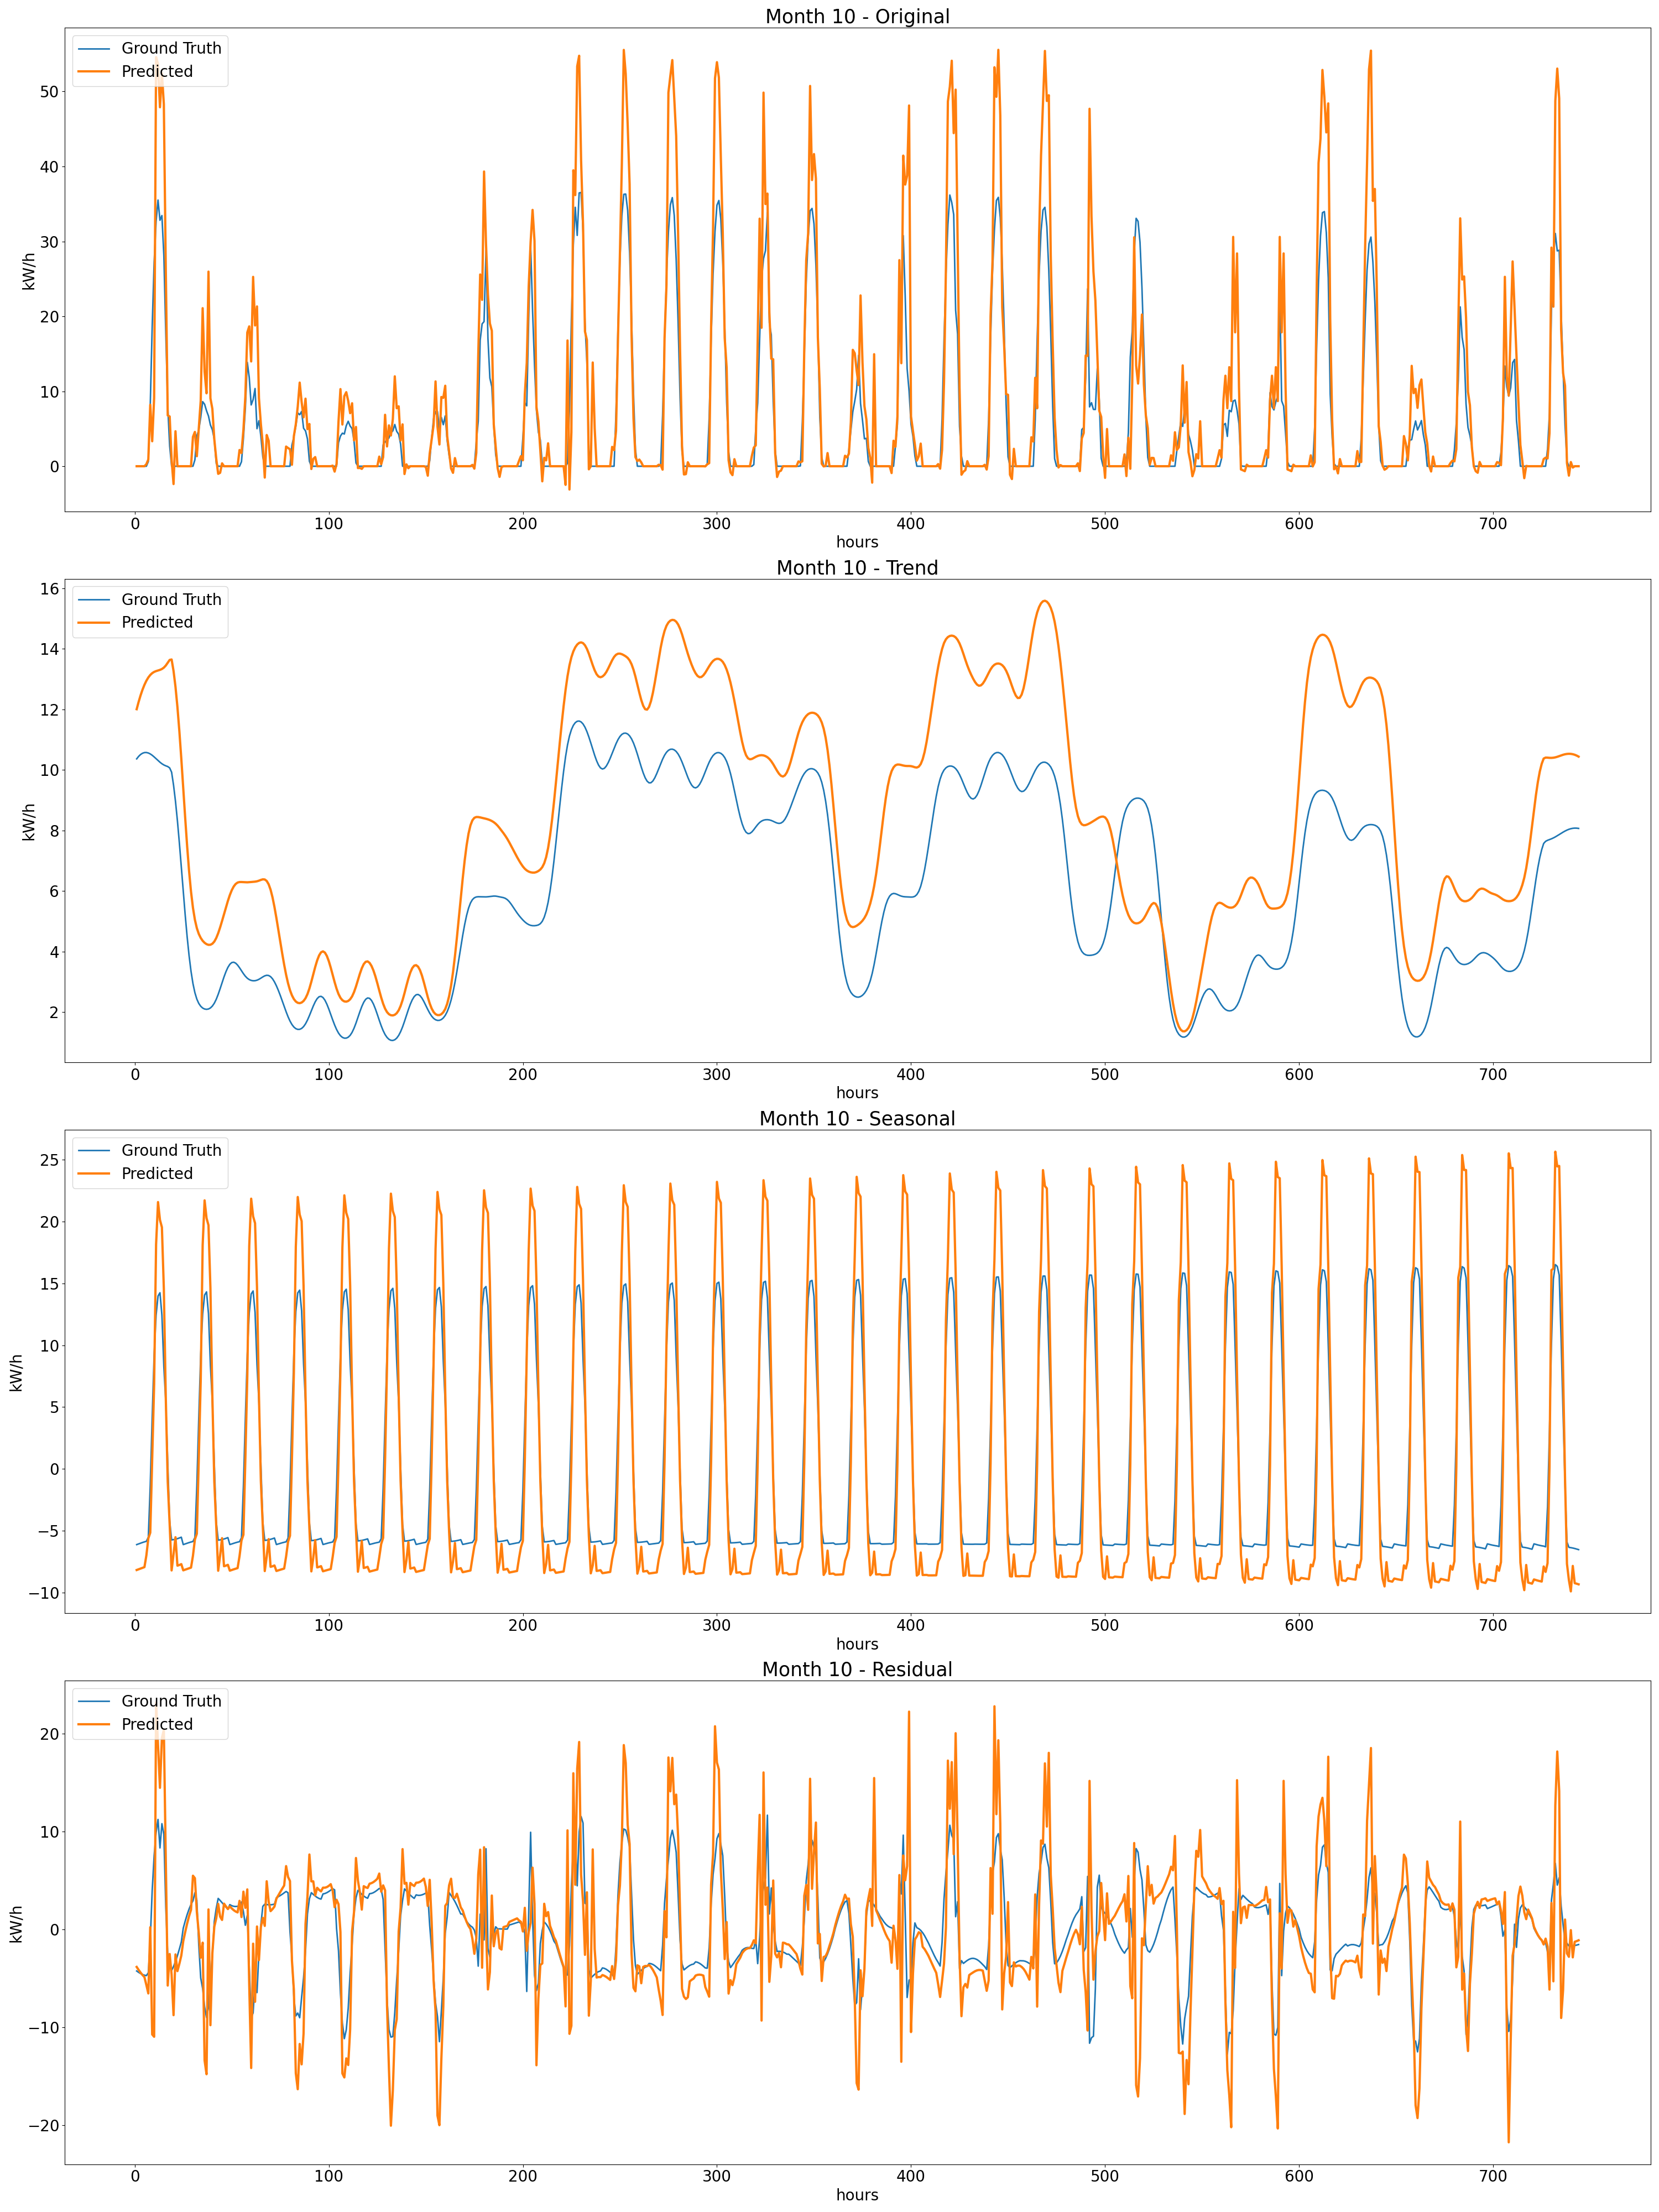 Month 10 - Original
Ground Truth
Predicted
kW/h
50
40
30
20
10
0
0 100 200 300 400 500 600 700
hours
Month 10 - Trend
Ground Truth
Predicted
kW/h
16
14
12
10
8
6
4
2
0 100 200 300 400 500 600 700
hours
Month 10 - Seasonal
Ground Truth
Predicted
kW/h
25
20
15
10
5
0
−5
−10
0 100 200 300 400 500 600 700
hours
Month 10 - Residual
Ground Truth
Predicted
kW/h
20
10
0
−10
−20
0 100 200 300 400 500 600 700
hours